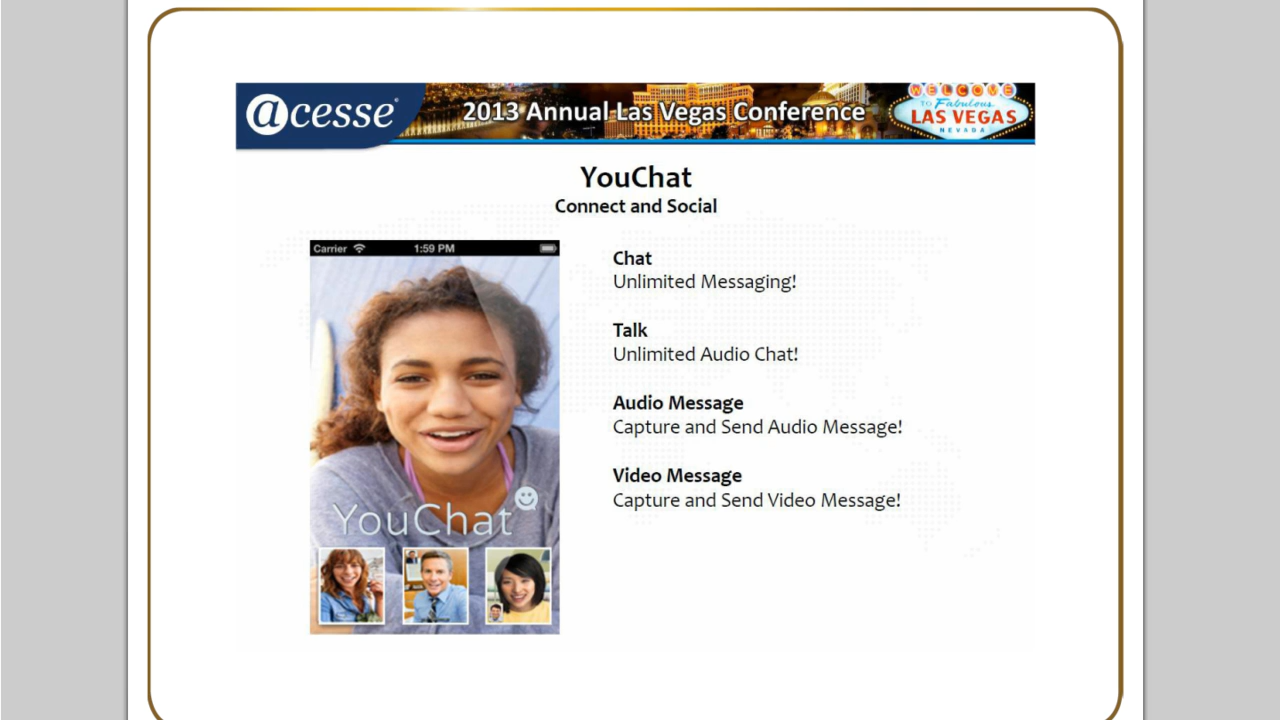 acesse®
2013 Annual Las Vegas Conference
WELCOME
TO Fabulous
LAS VEGAS
NEVADA
YouChat
Connect and Social
Carrier
1:59 PM
YouChat
Chat
Unlimited Messaging!
Talk
Unlimited Audio Chat!
Audio Message
Capture and Send Audio Message!
Video Message
Capture and Send Video Message!